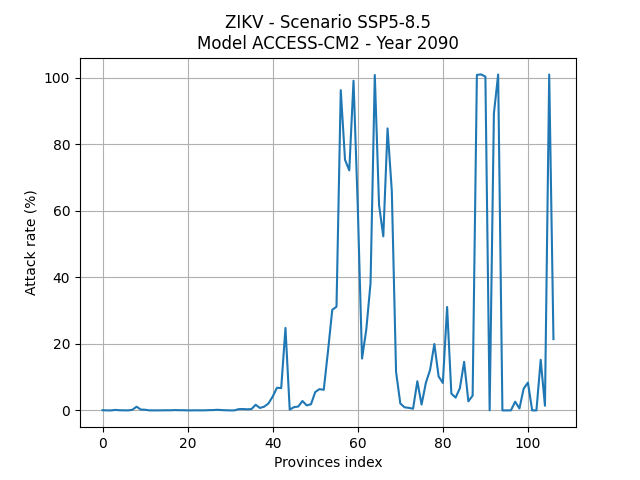 ZIKV - Scenario SSP5-8.5
Model ACCESS-CM2 - Year 2090
100
80
60
40
20
0
Attack rate (%)
0 20 40 60 80 100
Provinces index